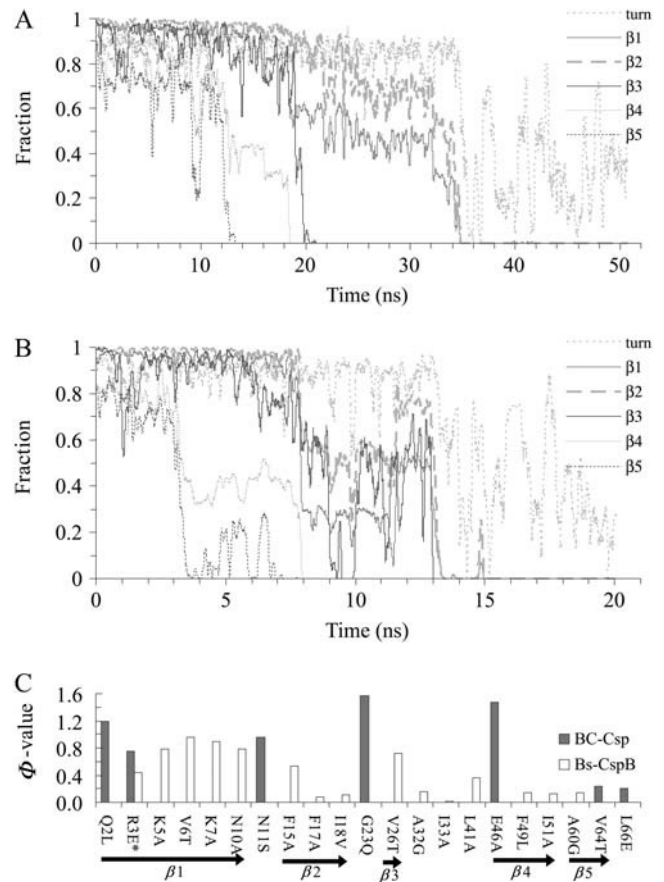 A
1
0.8
0.6
0.4
0.2
0
Fraction
0 10 20 30 40 50
Time (ns)
turn
β1
β2
β3
β4
β5
B
1
0.8
0.6
0.4
0.2
0
Fraction
0 5 10 15 20
Time (ns)
turn
β1
β2
β3
β4
β5
C
1.6
1.2
0.8
0.4
0.0
Φ-value
BC-Csp
Bs-CspB
Q2L R3E* K5A V6T K7A N10A N11S F15A F17A I18V G23Q V26T A32G I33A L41A E46A F49L I51A A60G V64T L66E
β1 β2 β3 β4 β5